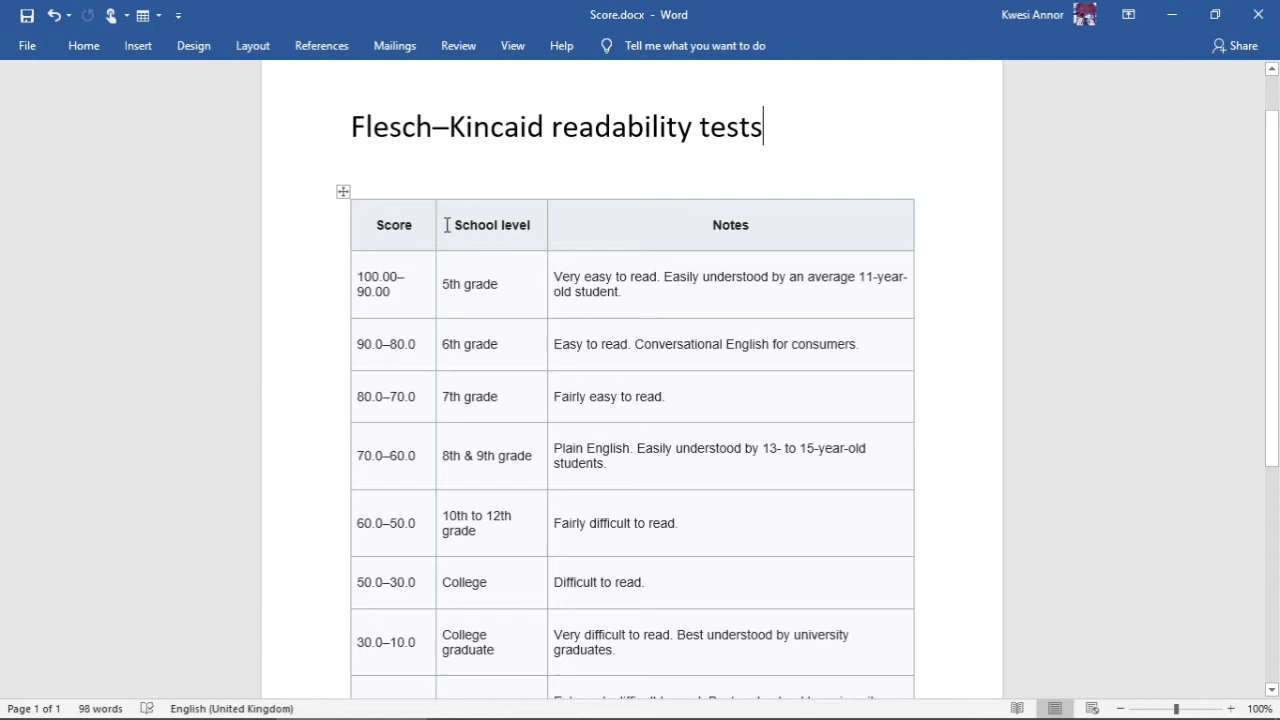 Score.docx - Word
Kwesi Annor
File Home Insert Design Layout References Mailings Review View Help Tell me what you want to do Share
Flesch–Kincaid readability tests
Score School level Notes
100.00–
90.00
5th grade
Very easy to read. Easily understood by an average 11-year-
old student.
90.0–80.0 6th grade Easy to read. Conversational English for consumers.
80.0–70.0 7th grade Fairly easy to read.
70.0–60.0 8th & 9th grade
Plain English. Easily understood by 13- to 15-year-old
students.
60.0–50.0
10th to 12th
grade
Fairly difficult to read.
50.0–30.0 College Difficult to read.
30.0–10.0
College
graduate
Very difficult to read. Best understood by university
graduates.
Page 1 of 1 98 words English (United Kingdom) 100%